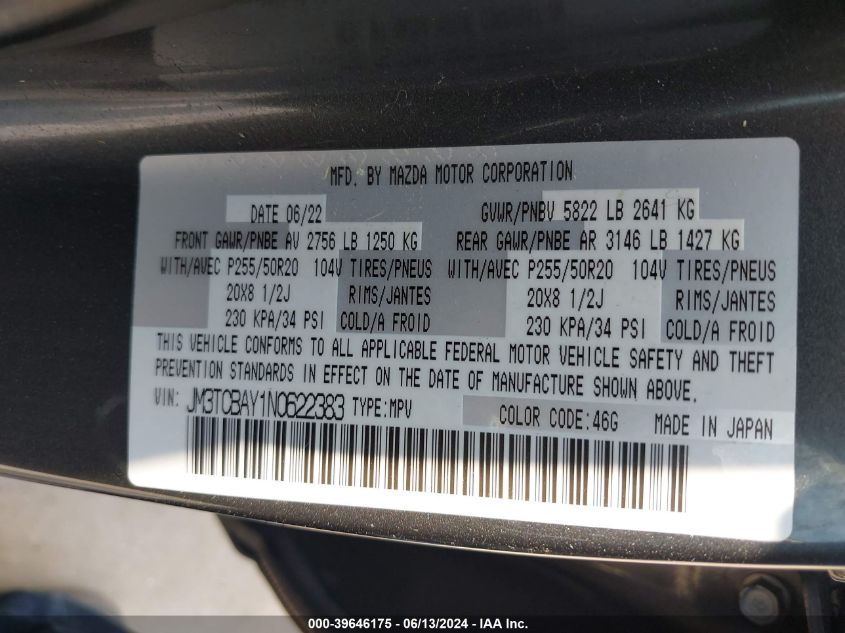 MFD. BY MAZDA MOTOR CORPORATION
DATE 06/22 GVWR/PNBV 5822 LB 2641 KG
FRONT GAWR/PNBE AV 2756 LB 1250 KG REAR GAWR/PNBE AR 3146 LB 1427 KG
WITH/AVEC P255/50R20 104V TIRES/PNEUS WITH/AVEC P255/50R20 104V TIRES/PNEUS
20X8 1/2J RIMS/JANTES 20X8 1/2J RIMS/JANTES
230 KPA/34 PSI COLD/A FROID 230 KPA/34 PSI COLD/A FROID
THIS VEHICLE CONFORMS TO ALL APPLICABLE FEDERAL MOTOR VEHICLE SAFETY AND THEFT
PREVENTION STANDARDS IN EFFECT ON THE DATE OF MANUFACTURE SHOWN ABOVE.
VIN: JM3TCBAY1N0622383 TYPE:MPV COLOR CODE:46G MADE IN JAPAN
000-39646175 - 06/13/2024 - IAA Inc.